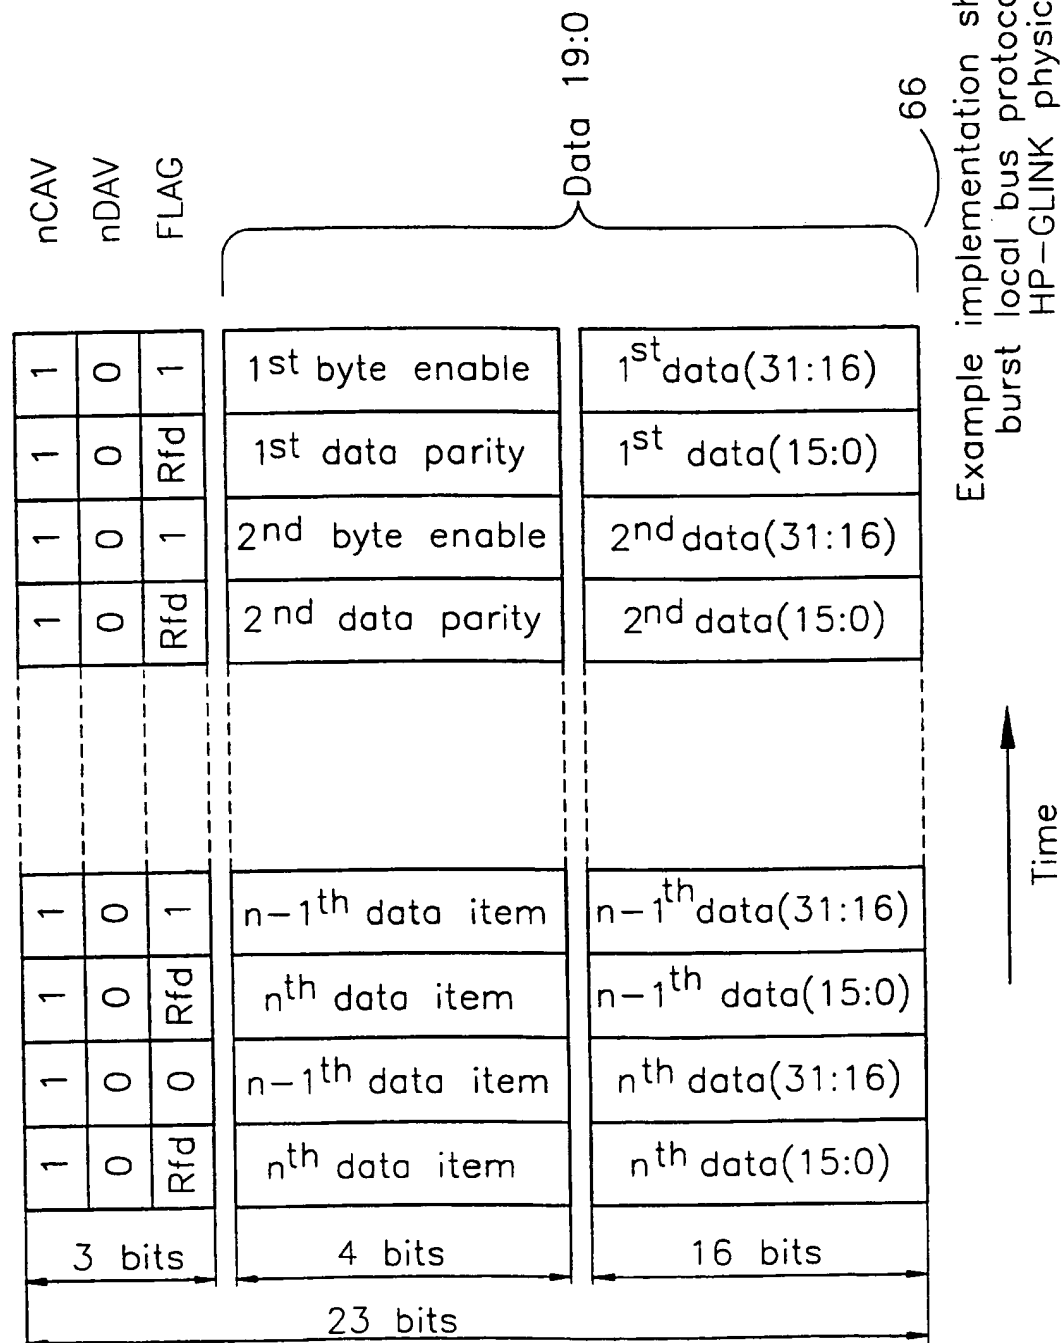 nCAV
nDAV
FLAG
1 0 1 1st byte enable 1st data(31:16)
1 0 Rfd 1st data parity 1st data(15:0)
1 0 1 2nd byte enable 2nd data(31:16)
1 0 Rfd 2nd data parity 2nd data(15:0)
1 0 1 n-1th data item n-1th data(31:16)
1 0 Rfd nth data item n-1th data(15:0)
1 0 0 n-1th data item nth data(31:16)
1 0 Rfd nth data item nth data(15:0)
3 bits 4 bits 16 bits
23 bits
Data 19:0
66
Time
Example implementation
burst local bus
HP-GLINK